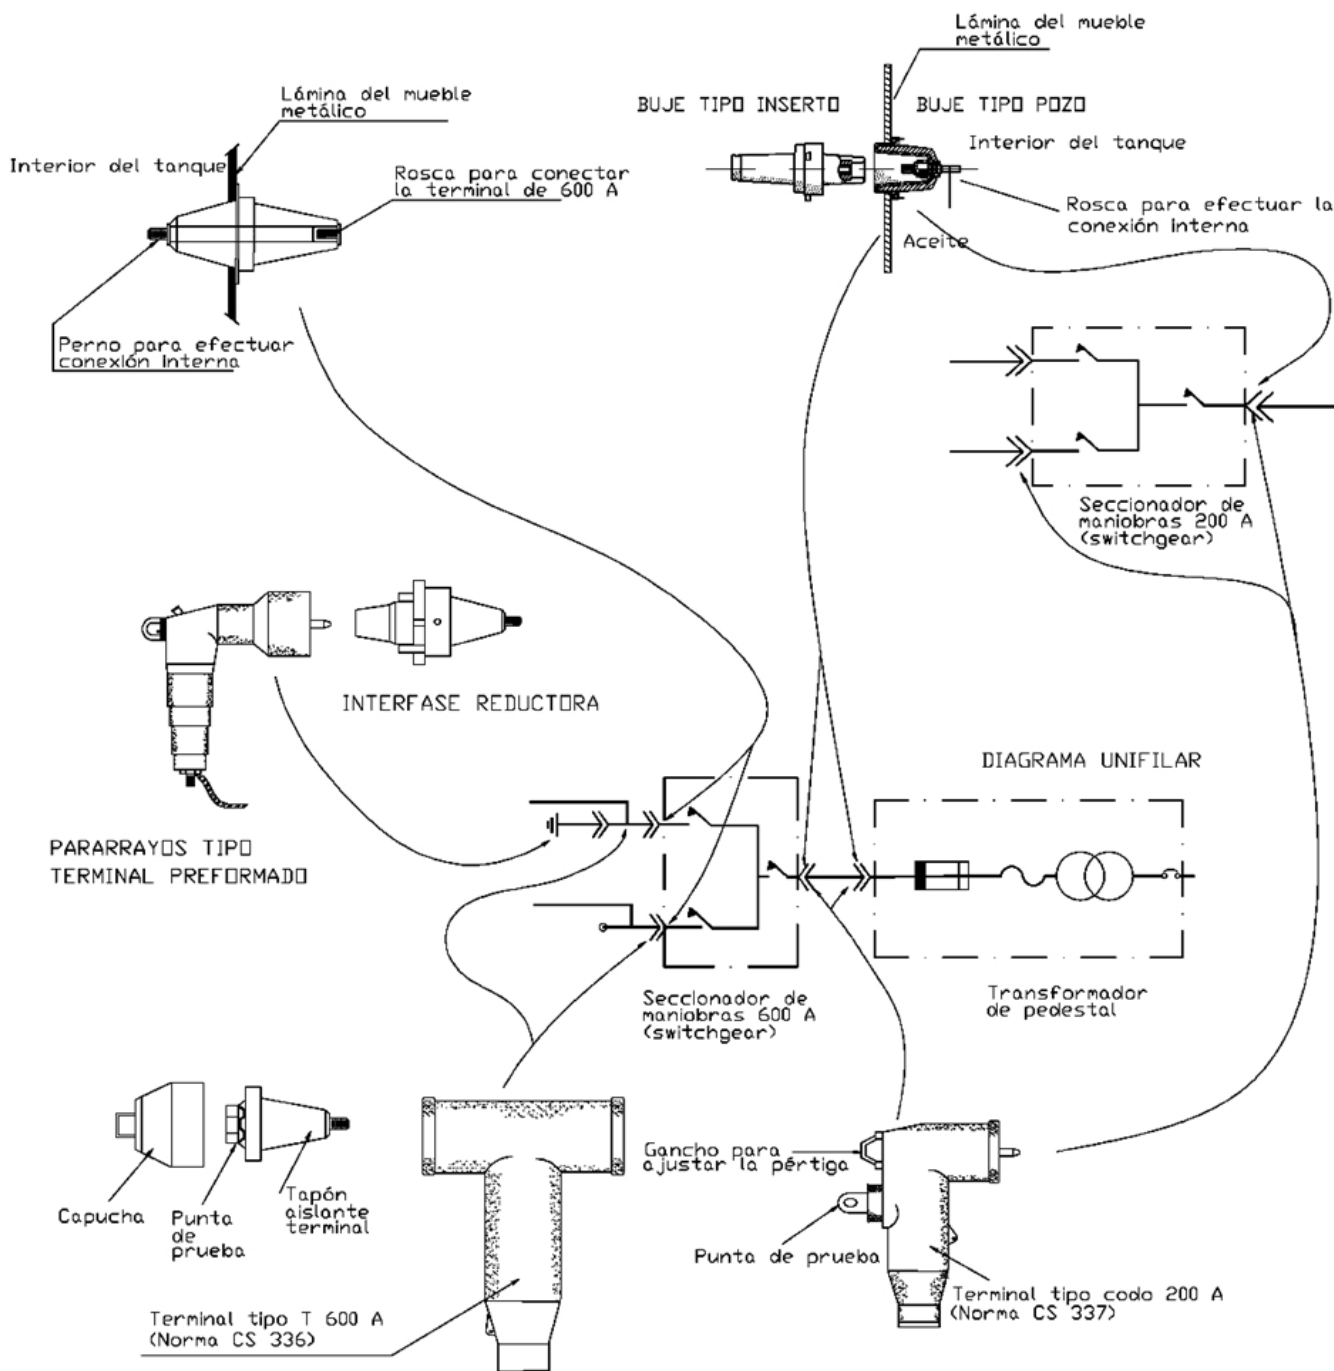 Lámina del mueble
metálico
BUJE TIPO INSERTO
BUJE TIPO POZO
Lámina del mueble
metálico
Interior del tanque
Interior del tanque
Rosca para conectar
la terminal de 600 A
Rosca para efectuar la
conexión interna
Aceite
Perno para efectuar
conexión interna
Seccionador de
maniobras 200 A
(switchgear)
INTERFASE REDUCTORA
DIAGRAMA UNIFILAR
PARARRAYOS TIPO
TERMINAL PREFORMADO
Seccionador de
maniobras 600 A
(switchgear)
Transformador
de pedestal
Gancho para
ajustar la pértiga
Capucha
Punta
de
prueba
Tapón
aislante
terminal
Punta de prueba
Terminal tipo T 600 A
(Norma CS 336)
Terminal tipo codo 200 A
(Norma CS 337)